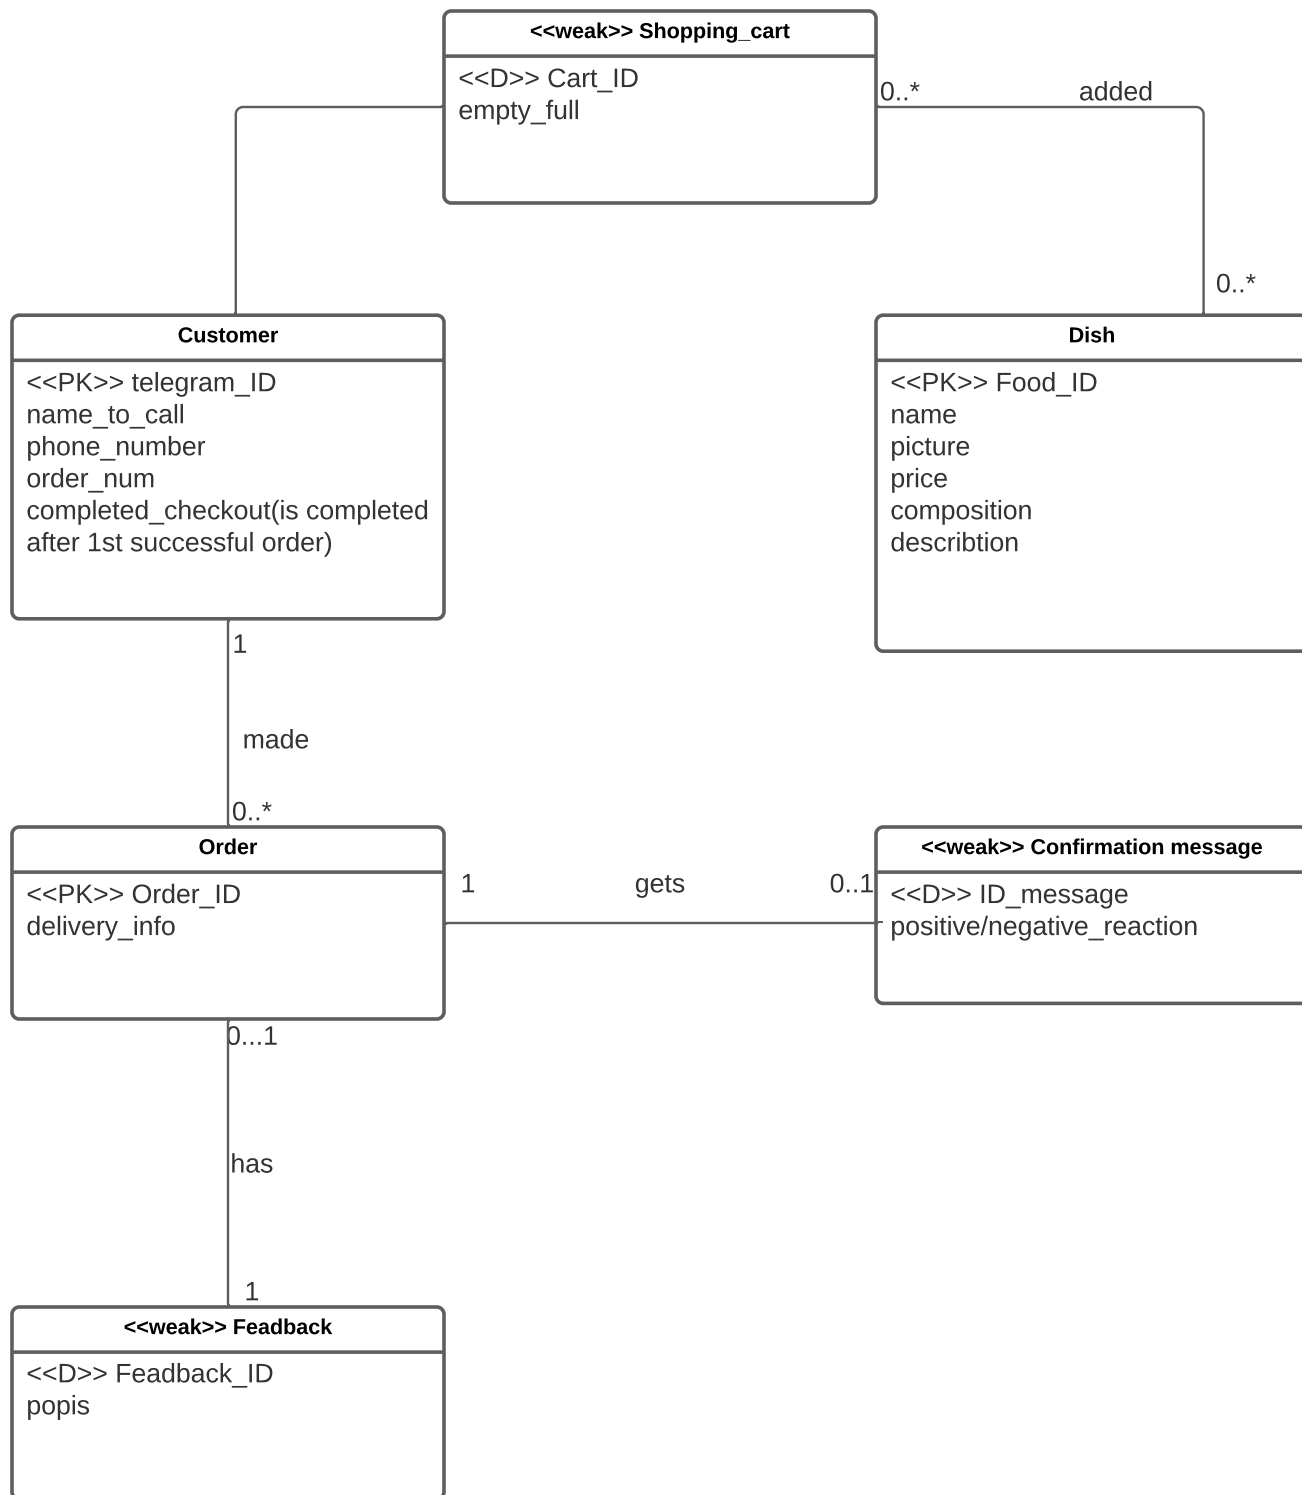 <<weak>> Shopping_cart
<<D>> Cart_ID
empty_full
0..*
added
0..*
Customer
<<PK>> telegram_ID
name_to_call
phone_number
order_num
completed_checkout(is completed
after 1st successful order)
Dish
<<PK>> Food_ID
name
picture
price
composition
describtion
1
made
0..*
Order
<<PK>> Order_ID
delivery_info
1
gets
0..1
<<weak>> Confirmation message
<<D>> ID_message
positive/negative_reaction
0...1
has
1
<<weak>> Feadback
<<D>> Feadback_ID
popis